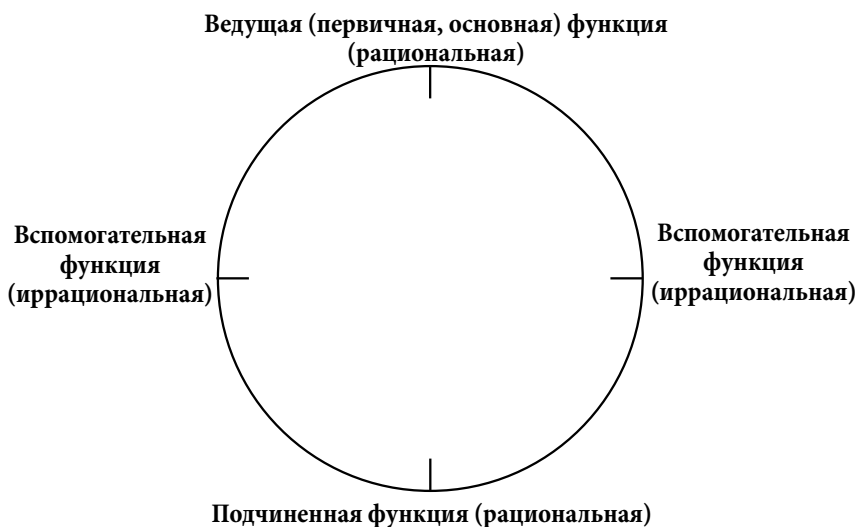 Ведущая (первичная, основная) функция
(рациональная)
Вспомогательная
функция
(иррациональная)
Вспомогательная
функция
(иррациональная)
Подчиненная функция (рациональная)